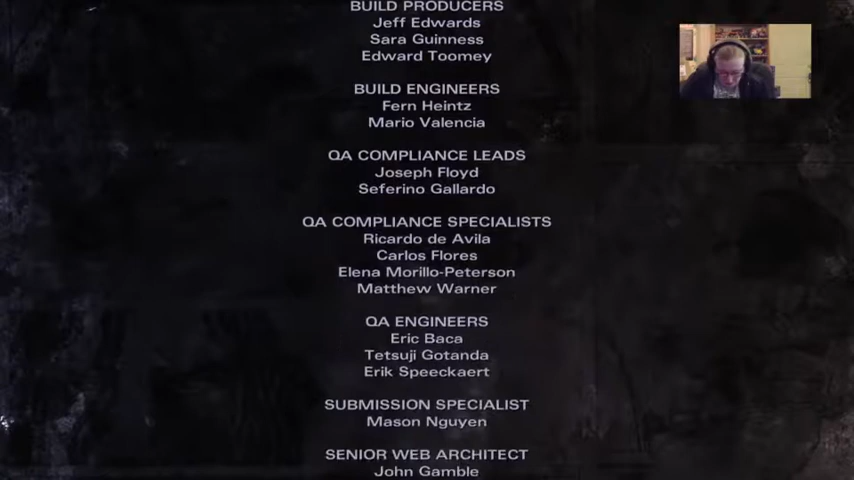 BUILD PRODUCERS
Jeff Edwards
Sara Guinness
Edward Toomey
BUILD ENGINEERS
Fern Heintz
Mario Valencia
QA COMPLIANCE LEADS
Joseph Floyd
Seferino Gallardo
QA COMPLIANCE SPECIALISTS
Ricardo de Avila
Carlos Flores
Elena Morillo-Peterson
Matthew Warner
QA ENGINEERS
Eric Baca
Tetsuji Gotanda
Erik Speeckaert
SUBMISSION SPECIALIST
Mason Nguyen
SENIOR WEB ARCHITECT
John Gamble